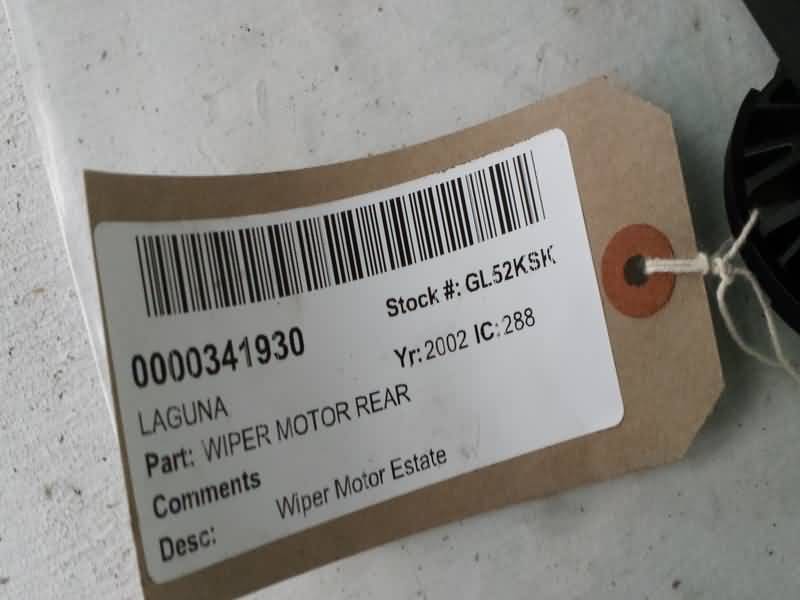 0000341930 Stock #: GL52KSK
LAGUNA Yr: 2002 IC: 288
Part: WIPER MOTOR REAR
Comments
Desc: Wiper Motor Estate